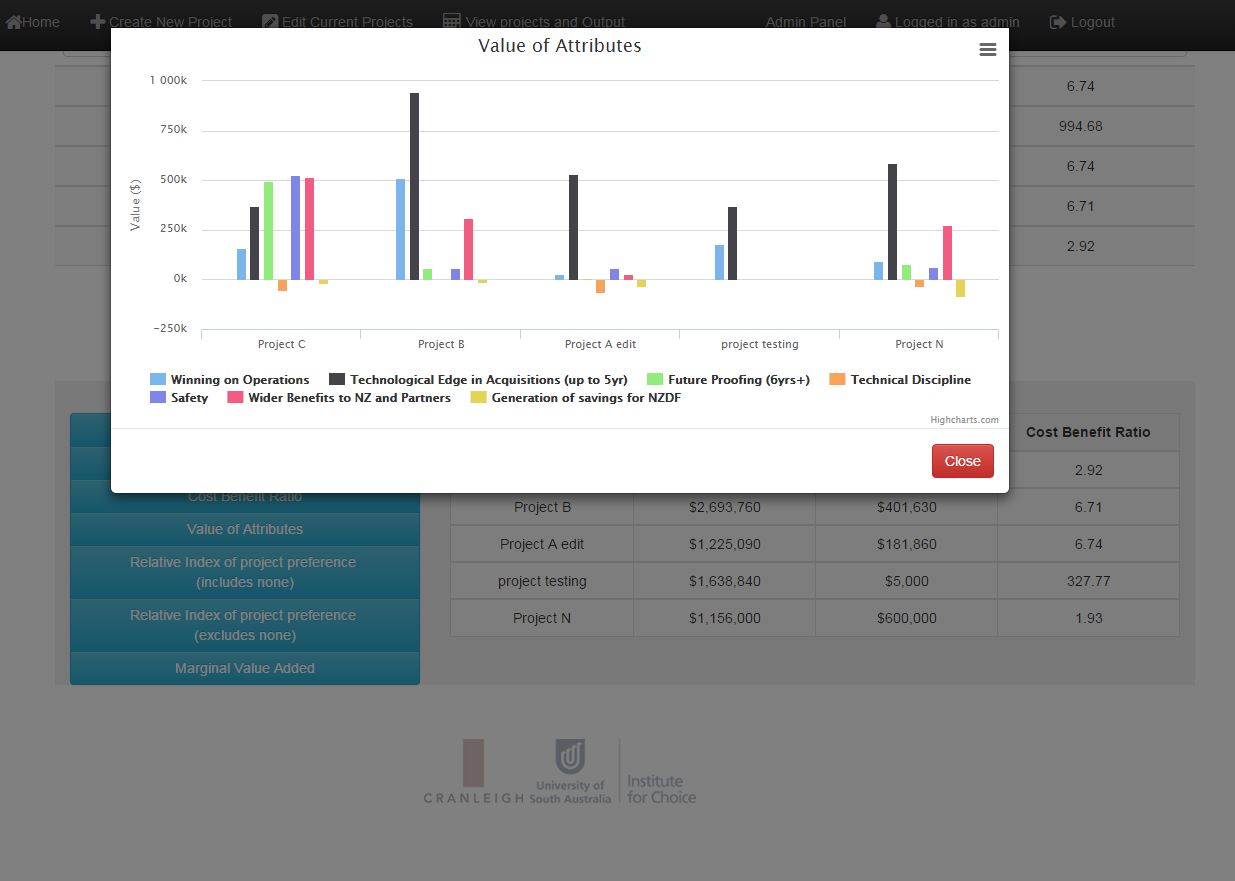 Home Create New Project Edit Current Projects View projects and Output Admin Panel Logged in as admin Logout
Value of Attributes
6.74
994.68
6.74
6.71
2.92
1 000k
750k
500k
250k
0k
−250k
Value ($)
Project C Project B Project A edit project testing Project N
Winning on Operations Technological Edge in Acquisitions (up to 5yr) Future Proofing (6yrs+) Technical Discipline
Safety Wider Benefits to NZ and Partners Generation of savings for NZDF
Highcharts.com
Close
Cost Benefit Ratio
2.92
Cost Benefit Ratio
Value of Attributes
Relative Index of project preference
(includes none)
Relative Index of project preference
(excludes none)
Marginal Value Added
Project B $2,693,760 $401,630 6.71
Project A edit $1,225,090 $181,860 6.74
project testing $1,638,840 $5,000 327.77
Project N $1,156,000 $600,000 1.93
CRANLEIGH
University of
South Australia
Institute
for Choice